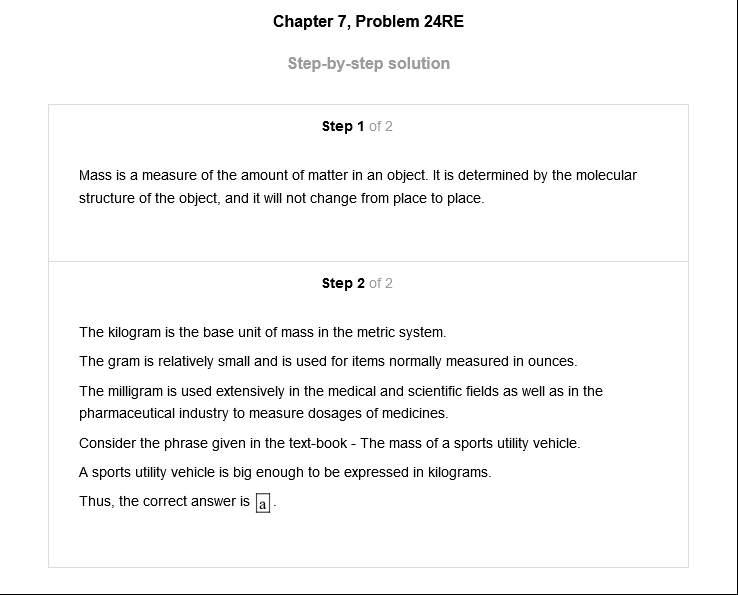 Chapter 7, Problem 24RE
Step-by-step solution
Step 1 of 2
Mass is a measure of the amount of matter in an object. It is determined by the molecular
structure of the object, and it will not change from place to place.
Step 2 of 2
The kilogram is the base unit of mass in the metric system.
The gram is relatively small and is used for items normally measured in ounces.
The milligram is used extensively in the medical and scientific fields as well as in the
pharmaceutical industry to measure dosages of medicines.
Consider the phrase given in the text-book - The mass of a sports utility vehicle.
A sports utility vehicle is big enough to be expressed in kilograms.
Thus, the correct answer is a.